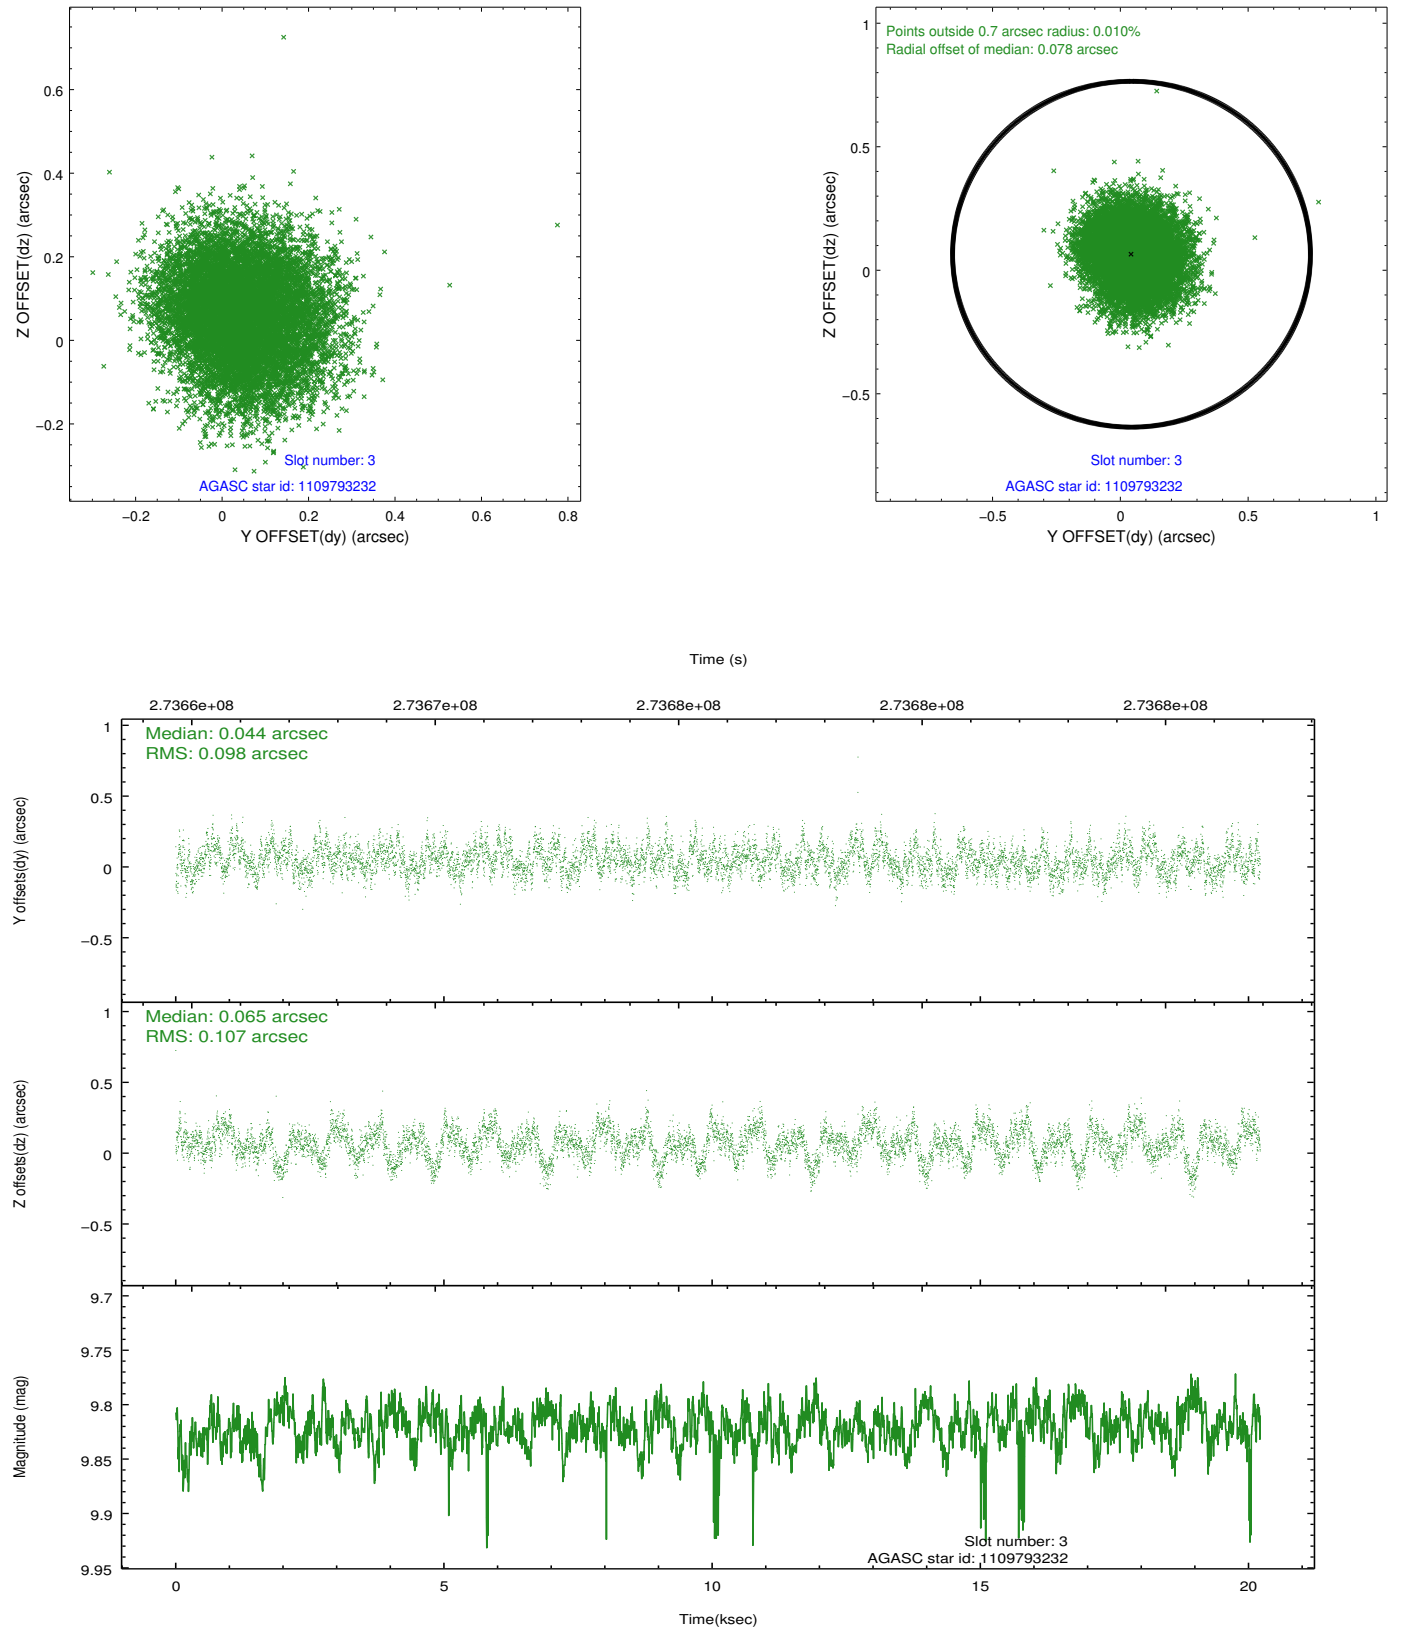 0.6
0.4
0.2
0
−0.2
−0.2 0 0.2 0.4 0.6 0.8
Z OFFSET(dz) (arcsec)
Y OFFSET(dy) (arcsec)
Slot number: 3
AGASC star id: 1109793232
Points outside 0.7 arcsec radius: 0.010%
Radial offset of median: 0.078 arcsec
1
0.5
0
−0.5
−0.5 0 0.5 1
Z OFFSET(dz) (arcsec)
Y OFFSET(dy) (arcsec)
Slot number: 3
AGASC star id: 1109793232
Time (s)
2.7366e+08 2.7367e+08 2.7368e+08 2.7368e+08 2.7368e+08
Median: 0.044 arcsec
RMS: 0.098 arcsec
1
0.5
0
−0.5
Y offsets(dy) (arcsec)
Median: 0.065 arcsec
RMS: 0.107 arcsec
1
0.5
0
−0.5
Z offsets(dz) (arcsec)
9.7
9.75
9.8
9.85
9.9
9.95
Magnitude (mag)
Slot number: 3
AGASC star id: 1109793232
0 5 10 15 20
Time(ksec)